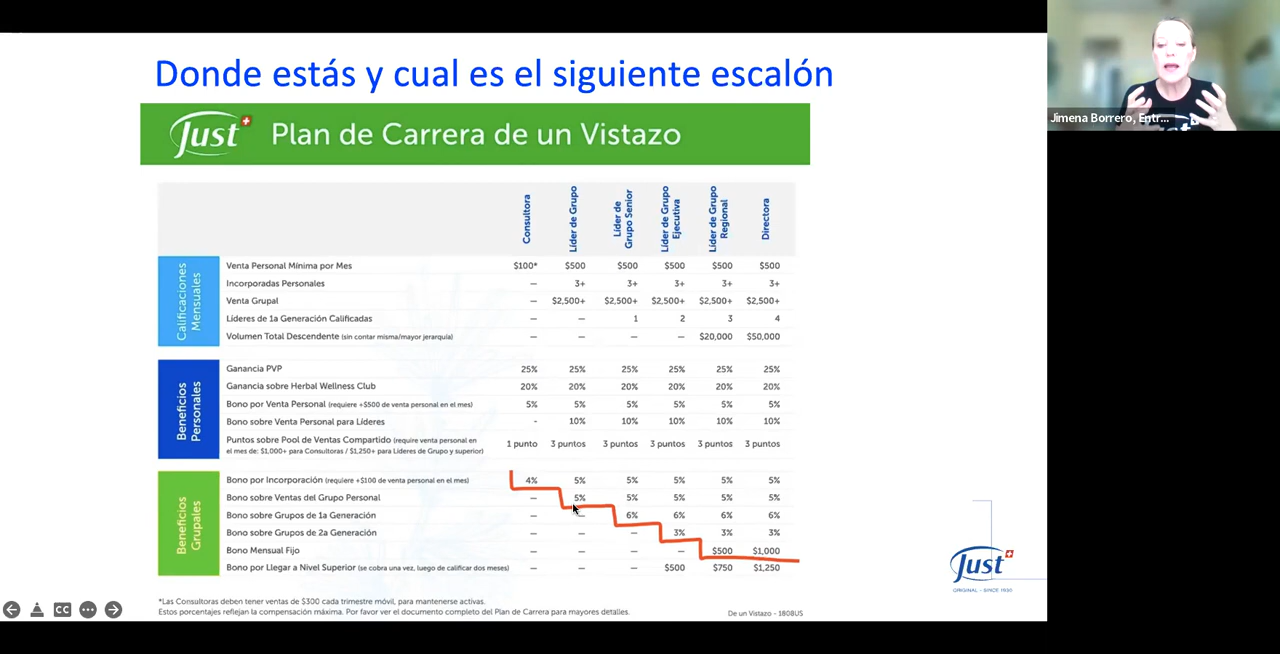 Donde estás y cual es el siguiente escalón
Just Plan de Carrera de un Vistazo
Consultora
Líder de Grupo
Líder de Grupo Senior
Líder de Grupo Ejecutiva
Líder de Grupo Regional
Directora
Calificaciones Mensuales
Venta Personal Mínima por Mes $100* $500 $500 $500 $500 $500
Incorporadas Personales — 3+ 3+ 3+ 3+ 3+
Venta Grupal — $2,500+ $2,500+ $2,500+ $2,500+ $2,500+
Líderes de 1a Generación Calificadas — — 1 2 3 4
Volumen Total Descendente (sin contar misma/mayor jerarquía) — — — — $20,000 $50,000
Beneficios Personales
Ganancia PVP 25% 25% 25% 25% 25% 25%
Ganancia sobre Herbal Wellness Club 20% 20% 20% 20% 20% 20%
Bono por Venta Personal (requiere +$500 de venta personal en el mes) 5% 5% 5% 5% 5% 5%
Bono sobre Venta Personal para Líderes - 10% 10% 10% 10% 10%
Puntos sobre Pool de Ventas Compartido (require venta personal en
el mes de: $1,000+ para Consultoras / $1,250+ para Líderes de Grupo y superior) 1 punto 3 puntos 3 puntos 3 puntos 3 puntos 3 puntos
Beneficios Grupales
Bono por Incorporación (requiere +$100 de venta personal en el mes) 4% 5% 5% 5% 5% 5%
Bono sobre Ventas del Grupo Personal — 5% 5% 5% 5% 5%
Bono sobre Grupos de 1a Generación — — 6% 6% 6% 6%
Bono sobre Grupos de 2a Generación — — — 3% 3% 3%
Bono Mensual Fijo — — — — $500 $1,000
Bono por Llegar a Nivel Superior (se cobra una vez, luego de calificar dos meses) — — — $500 $750 $1,250
*Las Consultoras deben tener ventas de $300 cada trimestre móvil, para mantenerse activas.
Estos porcentajes reflejan la compensación máxima. Por favor ver el documento completo del Plan de Carrera para mayores detalles.
De un Vistazo - 1808US
Just
ORIGINAL - SINCE 1930
CC
Jimena Borrero, Entr...